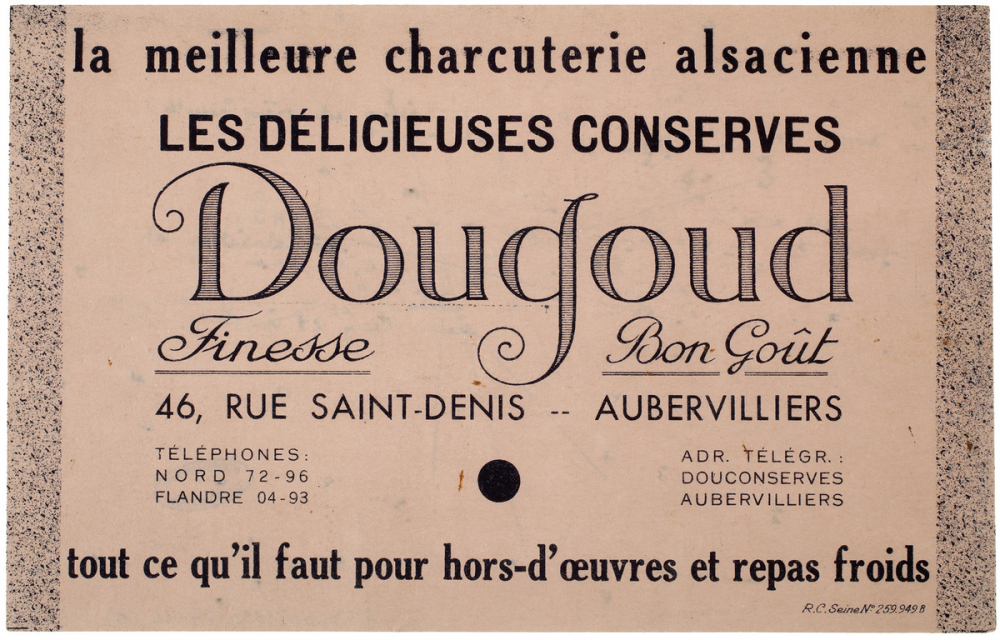 la meilleure charcuterie alsacienne
LES DÉLICIEUSES CONSERVES
Dougoud
Finesse
Bon Goût
46, RUE SAINT-DENIS -- AUBERVILLIERS
TÉLÉPHONES:
NORD 72-96
FLANDRE 04-93
ADR. TÉLÉGR. :
DOUCONSERVES
AUBERVILLIERS
tout ce qu'il faut pour hors-d'œuvres et repas froids
R.C. Seine Nº 259.949 B